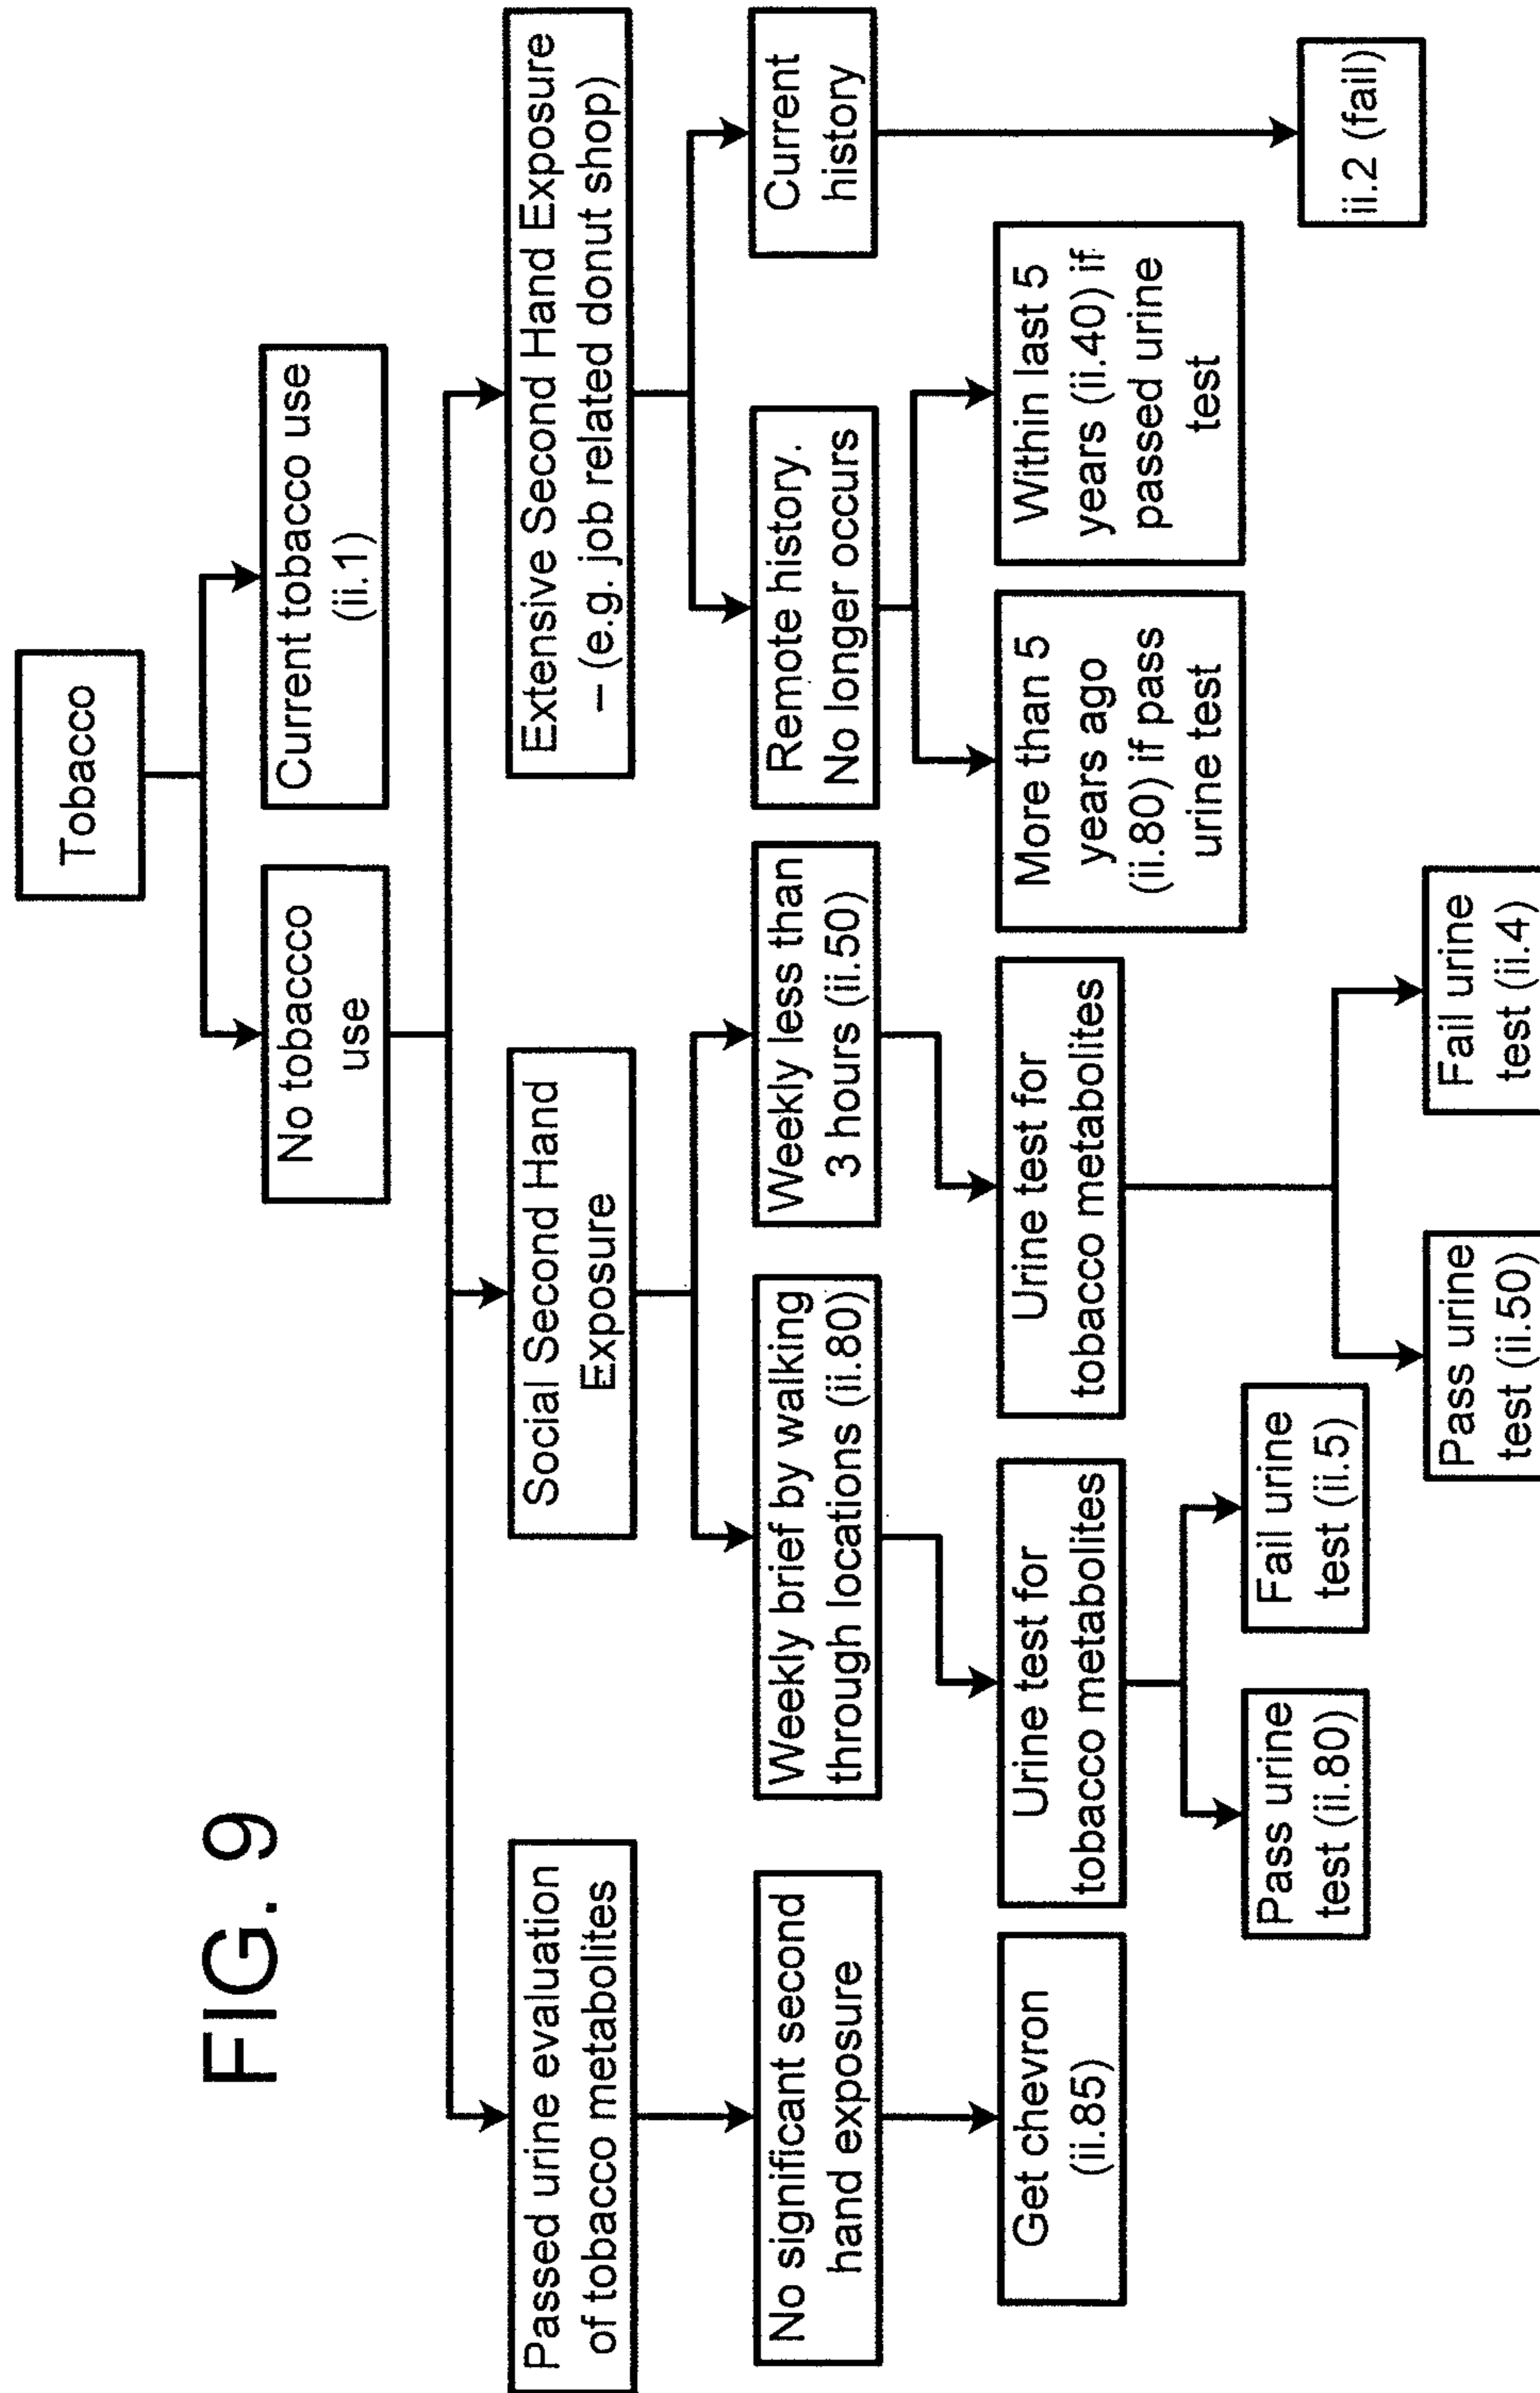 FIG. 9
Tobacco
No tobaccco
use
Current tobacco use
(ii.1)
Passed urine evaluation
of tobacco metabolites
Social Second Hand
Exposure
Extensive Second Hand Exposure
– (e.g. job related donut shop)
No significant second
hand exposure
Weekly brief by walking
through locations (ii.80)
Weekly less than
3 hours (ii.50)
Remote history.
No longer occurs
Current
history
Get chevron
(ii.85)
Urine test for
tobacco metabolites
Urine test for
tobacco metabolites
More than 5
years ago
(ii.80) if pass
urine test
Within last 5
years (ii.40) if
passed urine
test
Pass urine
test (ii.80)
Fail urine
test (ii.5)
ii.2 (fail)
Pass urine
test (ii.50)
Fail urine
test (ii.4)